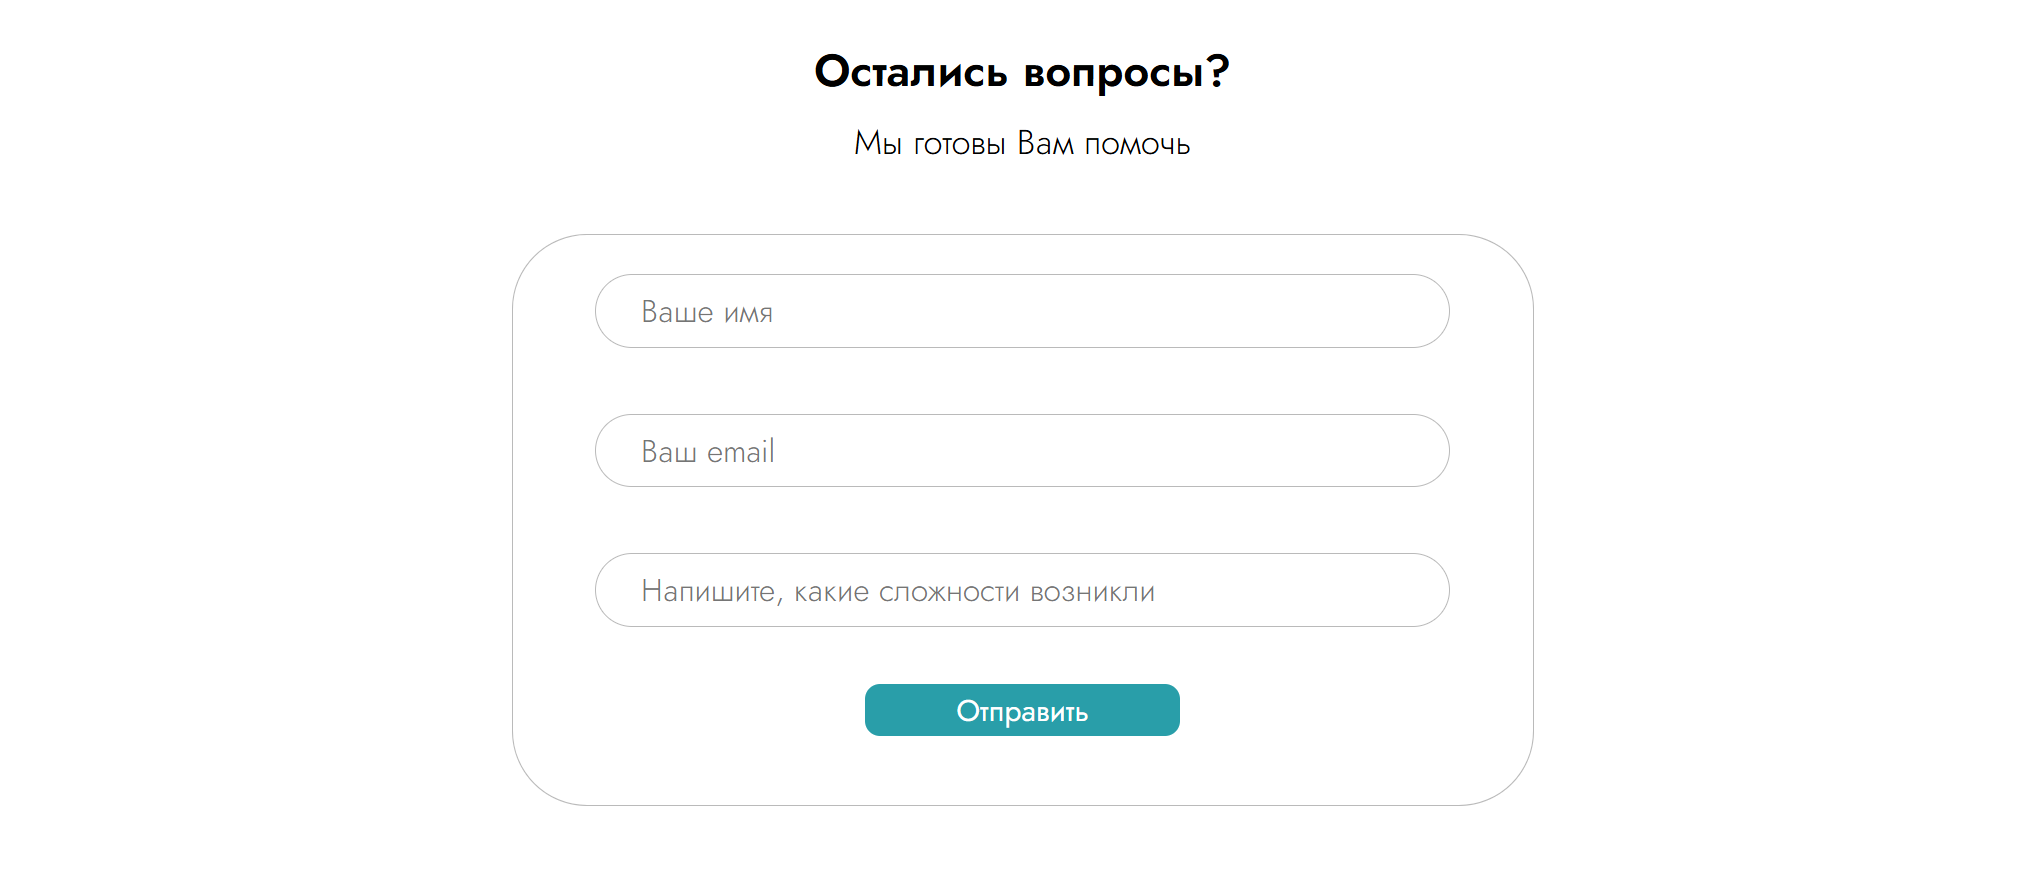 Остались вопросы?
Мы готовы Вам помочь
Ваше имя
Ваш email
Напишите, какие сложности возникли
Отправить